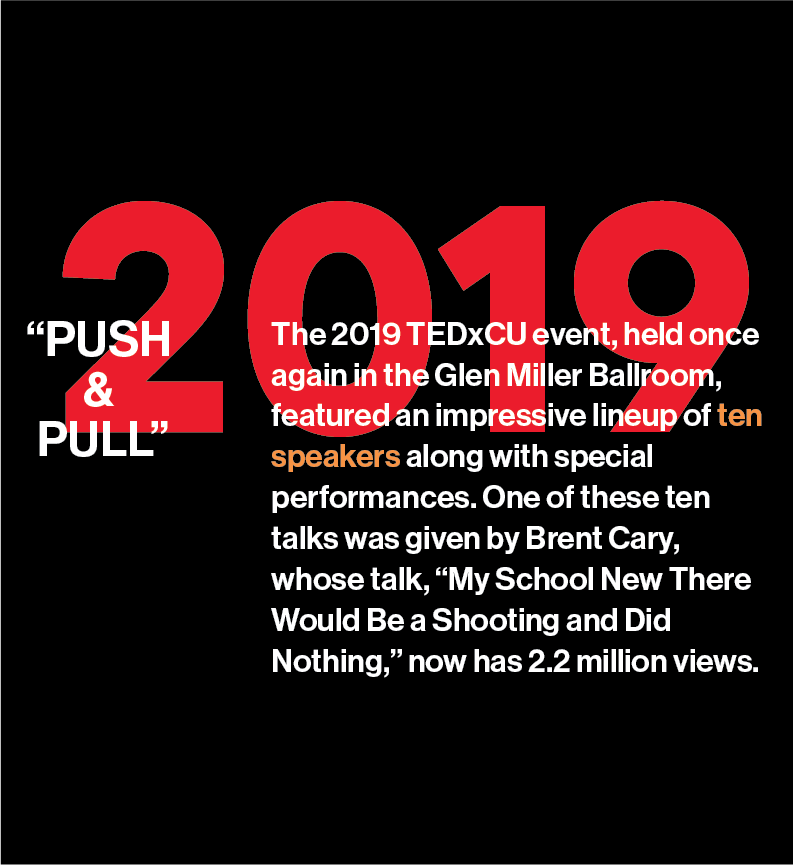 2019
“PUSH
&
PULL”
The 2019 TEDxCU event, held once
again in the Glen Miller Ballroom,
featured an impressive lineup of ten
speakers along with special
performances. One of these ten
talks was given by Brent Cary,
whose talk, “My School New There
Would Be a Shooting and Did
Nothing,” now has 2.2 million views.